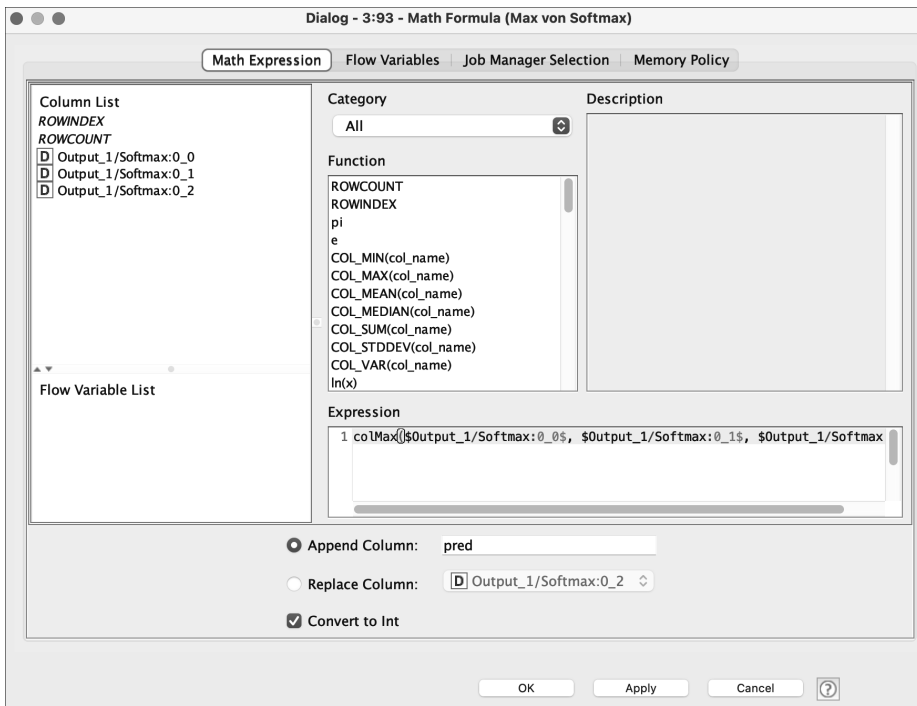 Dialog - 3:93 - Math Formula (Max von Softmax)
Math Expression Flow Variables Job Manager Selection Memory Policy
Column List
ROWINDEX
ROWCOUNT
D Output_1/Softmax:0_0
D Output_1/Softmax:0_1
D Output_1/Softmax:0_2
Flow Variable List
Category
All
Function
ROWCOUNT
ROWINDEX
pi
e
COL_MIN(col_name)
COL_MAX(col_name)
COL_MEAN(col_name)
COL_MEDIAN(col_name)
COL_SUM(col_name)
COL_STDDEV(col_name)
COL_VAR(col_name)
ln(x)
Description
Expression
1 colMax($Output_1/Softmax:0_0$, $Output_1/Softmax:0_1$, $Output_1/Softmax
Append Column: pred
Replace Column: D Output_1/Softmax:0_2
Convert to Int
OK Apply Cancel ?